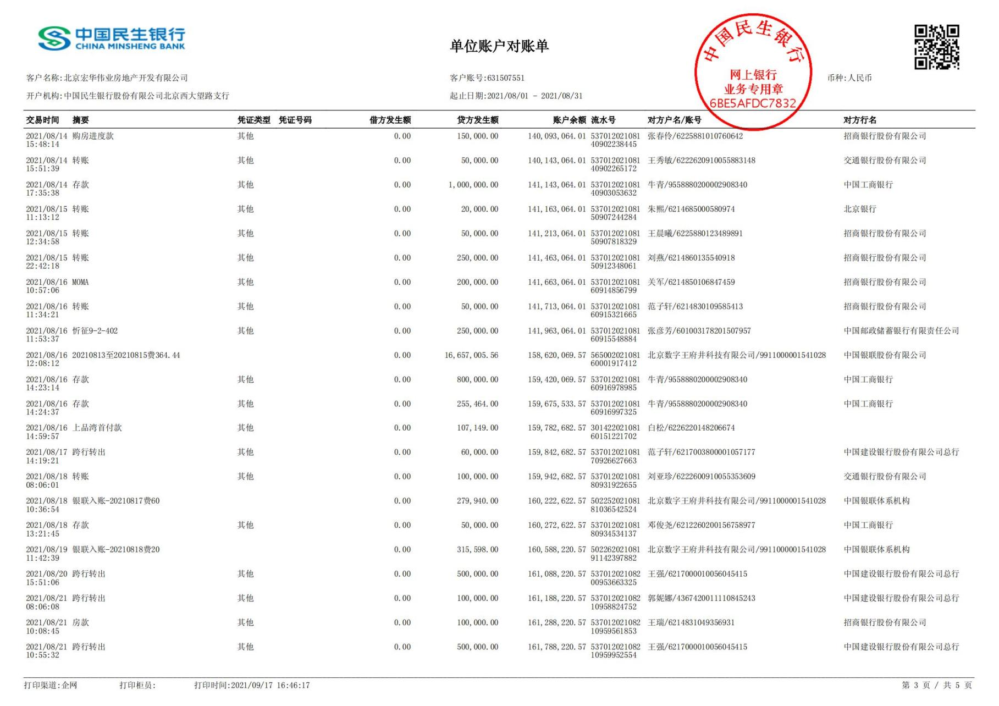 中国民生银行
CHINA MINSHENG BANK
单位账户对账单
中国民生银行
网上银行
业务专用章
6BE5AFDC7832
客户名称:北京宏华伟业房地产开发有限公司 客户账号:631507551 币种:人民币
开户机构:中国民生银行股份有限公司北京西大望路支行 起止日期:2021/08/01 - 2021/08/31
交易时间 摘要 凭证类型 凭证号码 借方发生额 贷方发生额 账户余额 流水号 对方户名/账号 对方行名
2021/08/14 购房进度款 其他 0.00 150,000.00 140,093,064.01 537012021081 张春伶/6225881010760642 招商银行股份有限公司
15:48:14 40902238445
2021/08/14 转账 其他 0.00 50,000.00 140,143,064.01 537012021081 王秀敏/6222620910055883148 交通银行股份有限公司
15:51:39 40902265172
2021/08/14 存款 其他 0.00 1,000,000.00 141,143,064.01 537012021081 牛青/9558880200002908340 中国工商银行
17:35:38 40903053632
2021/08/15 转账 其他 0.00 20,000.00 141,163,064.01 537012021081 朱熙/6214685000580974 北京银行
11:13:12 50907244284
2021/08/15 转账 其他 0.00 50,000.00 141,213,064.01 537012021081 王晨曦/6225880123489891 招商银行股份有限公司
12:34:58 50907818329
2021/08/15 转账 其他 0.00 250,000.00 141,463,064.01 537012021081 刘燕/6214860135540918 招商银行股份有限公司
22:42:18 50912348061
2021/08/16 MOMA 其他 0.00 200,000.00 141,663,064.01 537012021081 关军/6214850106847459 招商银行股份有限公司
10:57:06 60914856799
2021/08/16 转账 其他 0.00 50,000.00 141,713,064.01 537012021081 范子轩/6214830109585413 招商银行股份有限公司
11:34:21 60915321665
2021/08/16 忻征9-2-402 其他 0.00 250,000.00 141,963,064.01 537012021081 张彦芳/601003178201507957 中国邮政储蓄银行有限责任公司
11:53:37 60915548884
2021/08/16 20210813至20210815费364.44 0.00 16,657,005.56 158,620,069.57 565002021081 北京数字王府井科技有限公司/9911000001541028 中国银联股份有限公司
12:08:12 60001917412
2021/08/16 存款 其他 0.00 800,000.00 159,420,069.57 537012021081 牛青/9558880200002908340 中国工商银行
14:23:14 60916978985
2021/08/16 存款 其他 0.00 255,464.00 159,675,533.57 537012021081 牛青/9558880200002908340 中国工商银行
14:24:37 60916997325
2021/08/16 上品湾首付款 其他 0.00 107,149.00 159,782,682.57 301422021081 白松/6226220148206674
14:59:57 60151221702
2021/08/17 跨行转出 其他 0.00 60,000.00 159,842,682.57 537012021081 范子轩/6217003800001057177 中国建设银行股份有限公司总行
14:19:21 70926627663
2021/08/18 转账 其他 0.00 100,000.00 159,942,682.57 537012021081 刘亚珍/6222600910055353609 交通银行股份有限公司
08:06:01 80931922655
2021/08/18 银联入账-20210817费60 0.00 279,940.00 160,222,622.57 502252021081 北京数字王府井科技有限公司/9911000001541028 中国银联体系机构
10:36:54 81036542524
2021/08/18 存款 其他 0.00 50,000.00 160,272,622.57 537012021081 邓俊尧/6212260200156758977 中国工商银行
13:21:45 80934534137
2021/08/19 银联入账-20210818费20 0.00 315,598.00 160,588,220.57 502262021081 北京数字王府井科技有限公司/9911000001541028 中国银联体系机构
11:42:39 91142397882
2021/08/20 跨行转出 其他 0.00 500,000.00 161,088,220.57 537012021082 王强/6217000010056045415 中国建设银行股份有限公司总行
15:51:06 00953663325
2021/08/21 跨行转出 其他 0.00 100,000.00 161,188,220.57 537012021082 郭妮娜/4367420011110845243 中国建设银行股份有限公司总行
08:06:08 10958824752
2021/08/21 房款 其他 0.00 100,000.00 161,288,220.57 537012021082 王瑞/6214831049356931 招商银行股份有限公司
10:08:45 10959561853
2021/08/21 跨行转出 其他 0.00 500,000.00 161,788,220.57 537012021082 王强/6217000010056045415 中国建设银行股份有限公司总行
10:55:32 10959952554
打印渠道:企网 打印柜员: 打印时间:2021/09/17 16:46:17 第 3 页 / 共 5 页